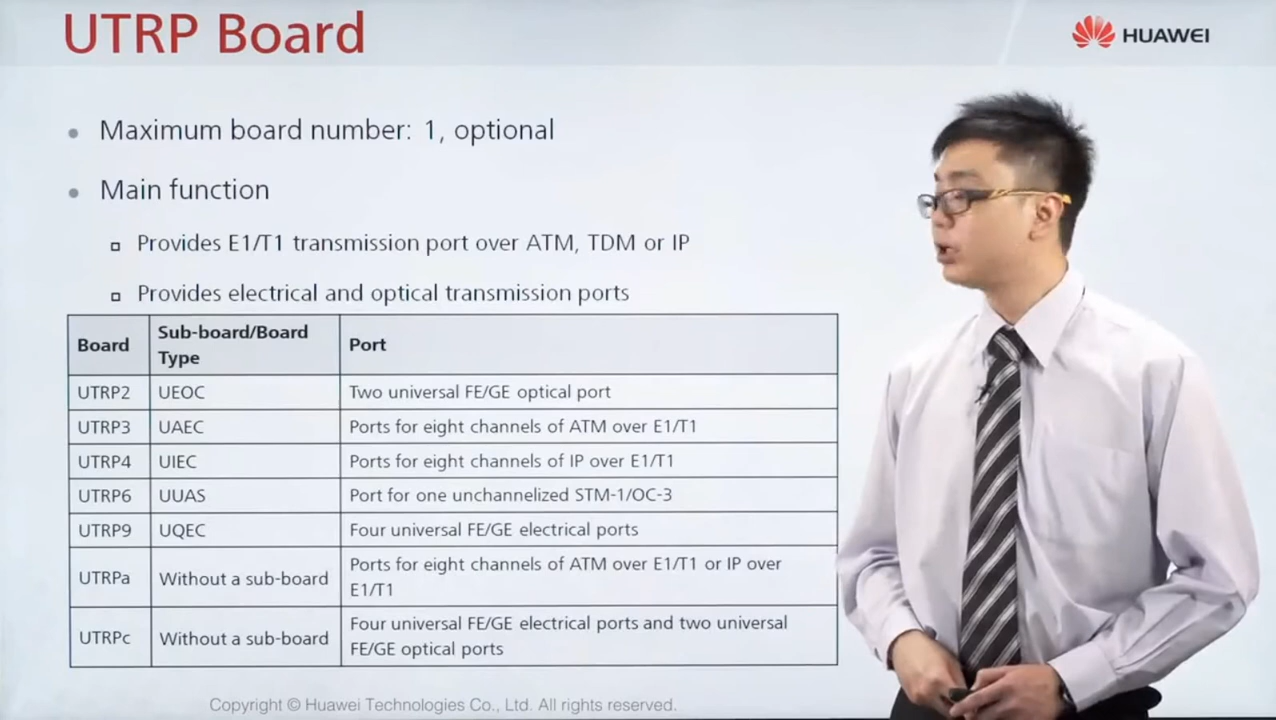 UTRP Board
HUAWEI
Maximum board number: 1, optional
Main function
Provides E1/T1 transmission port over ATM, TDM or IP
Provides electrical and optical transmission ports
Board
Sub-board/Board
Type
Port
UTRP2 UEOC Two universal FE/GE optical port
UTRP3 UAEC Ports for eight channels of ATM over E1/T1
UTRP4 UIEC Ports for eight channels of IP over E1/T1
UTRP6 UUAS Port for one unchannelized STM-1/OC-3
UTRP9 UQEC Four universal FE/GE electrical ports
UTRPa Without a sub-board Ports for eight channels of ATM over E1/T1 or IP over
E1/T1
UTRPc Without a sub-board Four universal FE/GE electrical ports and two universal
FE/GE optical ports
Copyright © Huawei Technologies Co., Ltd. All rights reserved.